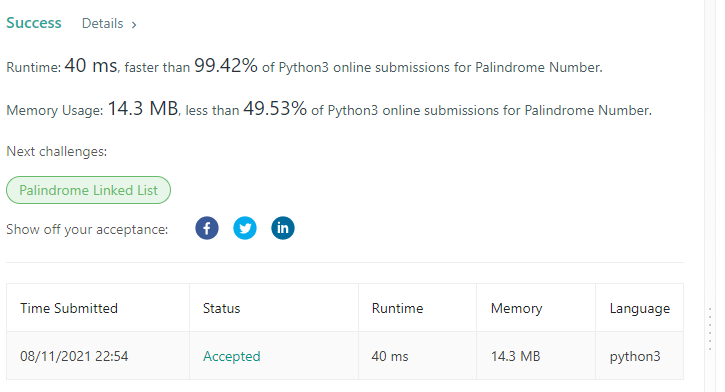 Success Details >
Runtime: 40 ms, faster than 99.42% of Python3 online submissions for Palindrome Number.
Memory Usage: 14.3 MB, less than 49.53% of Python3 online submissions for Palindrome Number.
Next challenges:
Palindrome Linked List
Show off your acceptance: f in
Time Submitted Status Runtime Memory Language
08/11/2021 22:54 Accepted 40 ms 14.3 MB python3